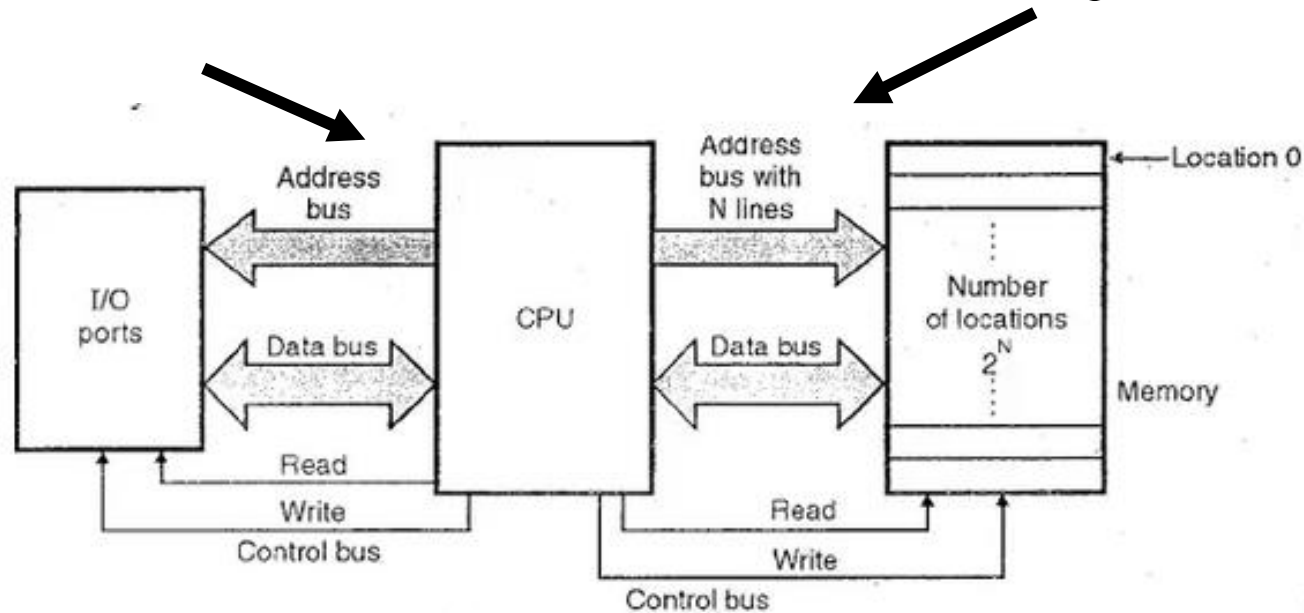 Address
bus
Address
bus with
N lines
Location 0
I/O
ports
CPU
Number
of locations
2^N
Data bus
Data bus
Memory
Read
Write
Control bus
Read
Write
Control bus